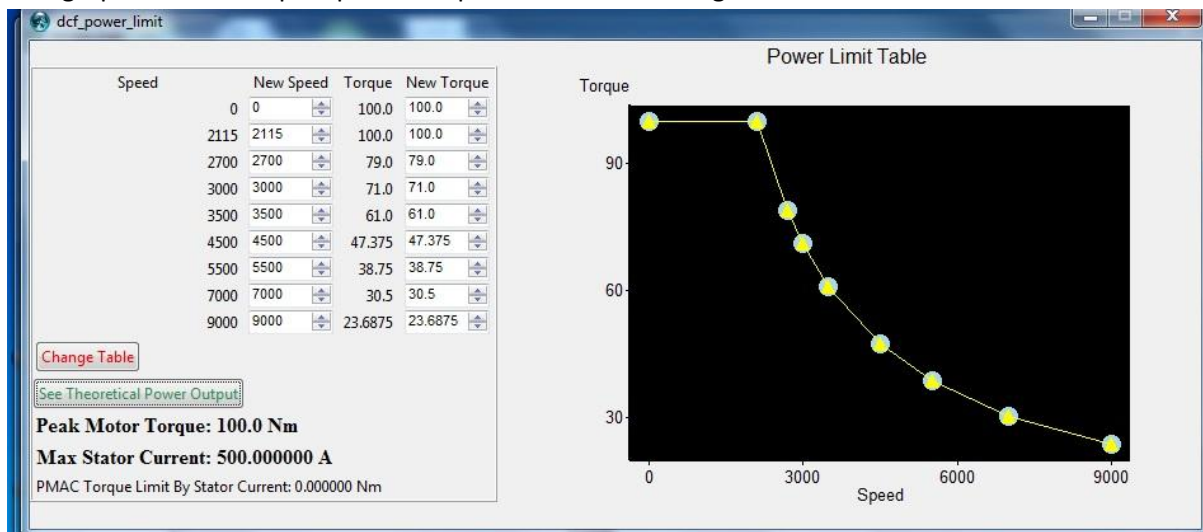 dcf_power_limit
Power Limit Table
Speed New Speed Torque New Torque
0 0 100.0 100.0
2115 2115 100.0 100.0
2700 2700 79.0 79.0
3000 3000 71.0 71.0
3500 3500 61.0 61.0
4500 4500 47.375 47.375
5500 5500 38.75 38.75
7000 7000 30.5 30.5
9000 9000 23.6875 23.6875
Change Table
See Theoretical Power Output
Peak Motor Torque: 100.0 Nm
Max Stator Current: 500.000000 A
PMAC Torque Limit By Stator Current: 0.000000 Nm
Torque
90
60
30
0 3000 6000 9000
Speed